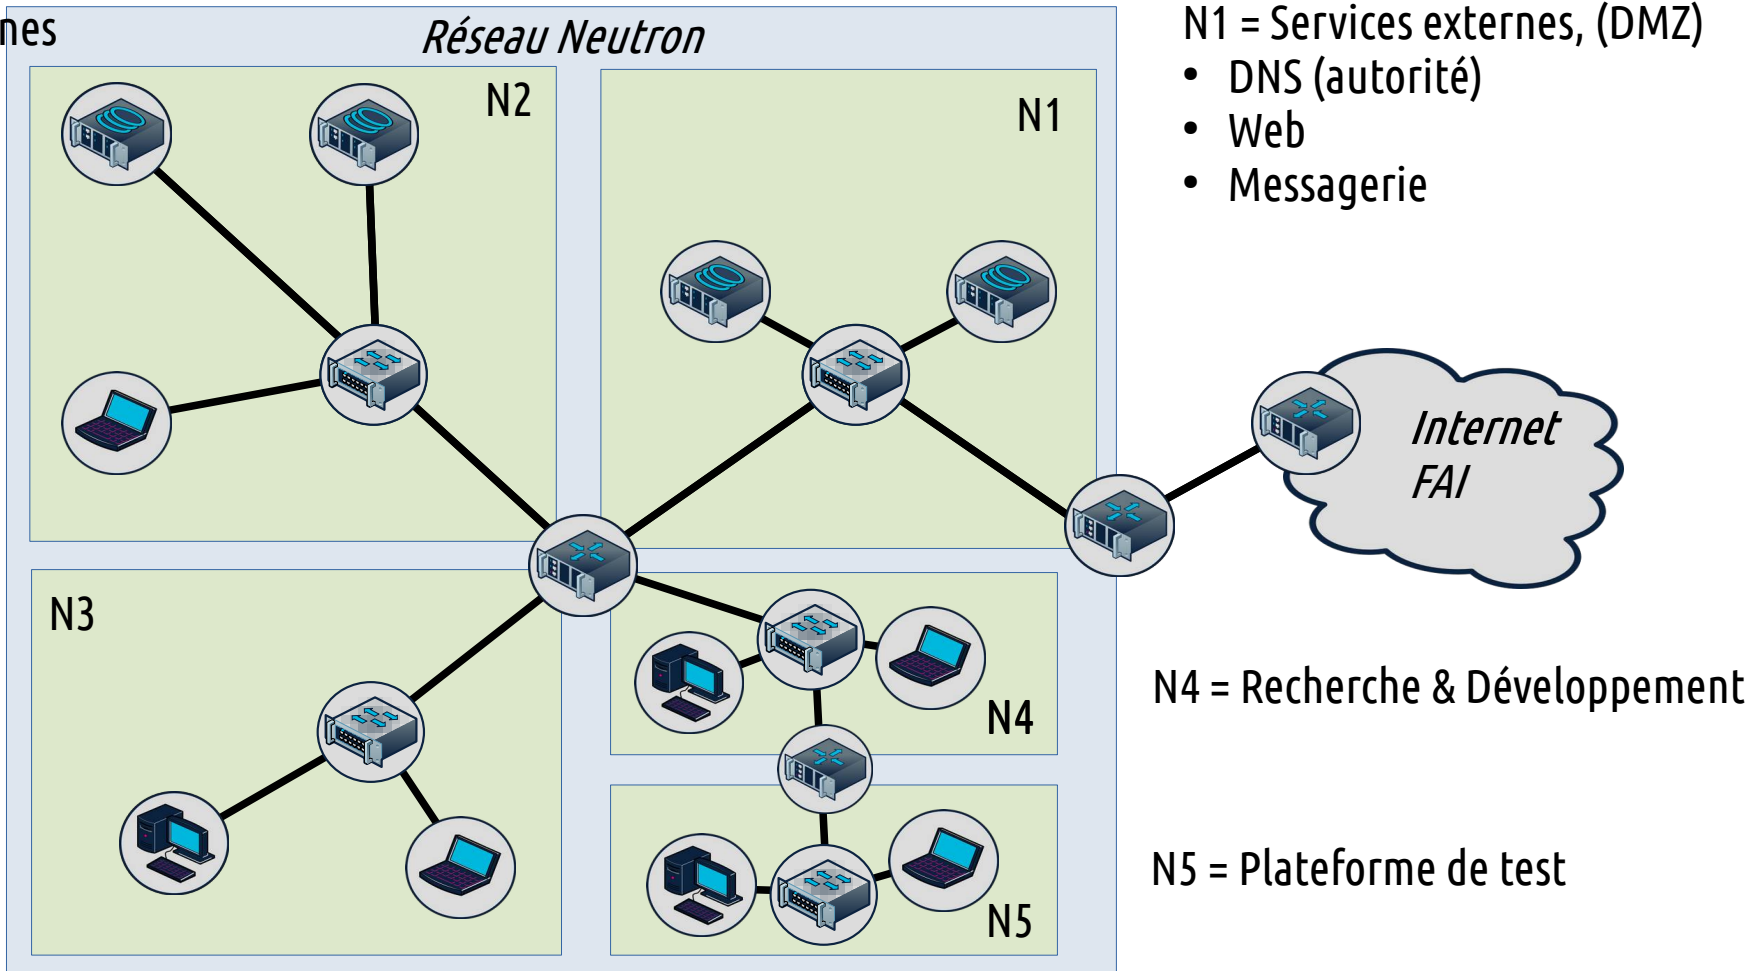 nes
Réseau Neutron
N2
N1
N1 = Services externes, (DMZ)
• DNS (autorité)
• Web
• Messagerie
Internet
FAI
N3
N4
N4 = Recherche & Développement
N5
N5 = Plateforme de test